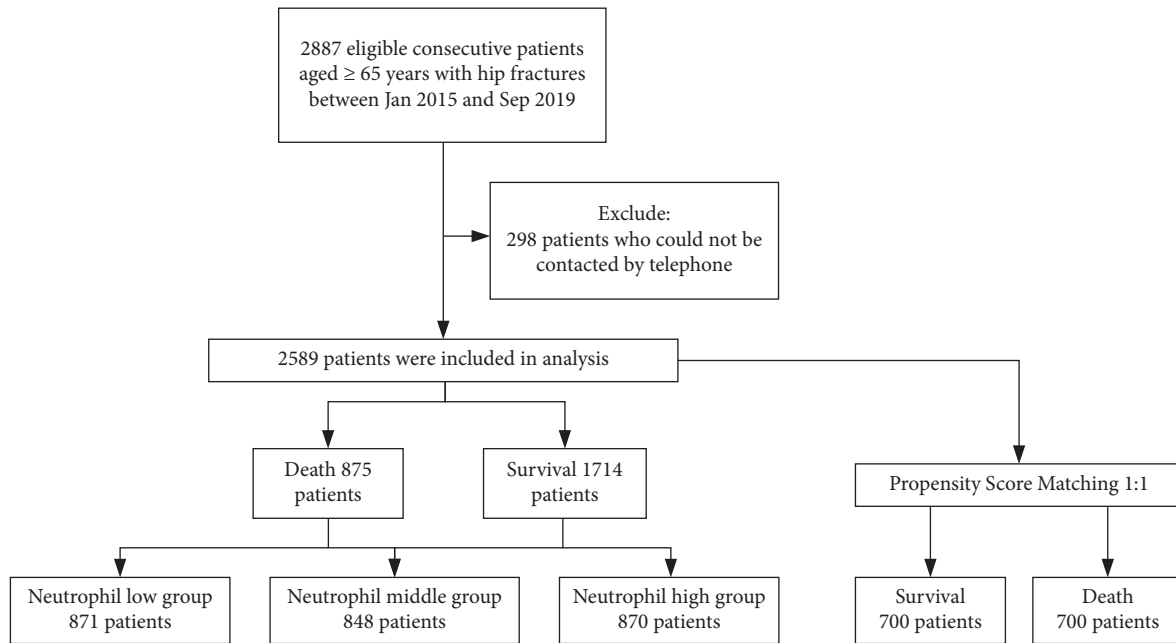 2887 eligible consecutive patients
aged ≥ 65 years with hip fractures
between Jan 2015 and Sep 2019
Exclude:
298 patients who could not be
contacted by telephone
2589 patients were included in analysis
Death 875
patients
Survival 1714
patients
Propensity Score Matching 1:1
Neutrophil low group
871 patients
Neutrophil middle group
848 patients
Neutrophil high group
870 patients
Survival
700 patients
Death
700 patients